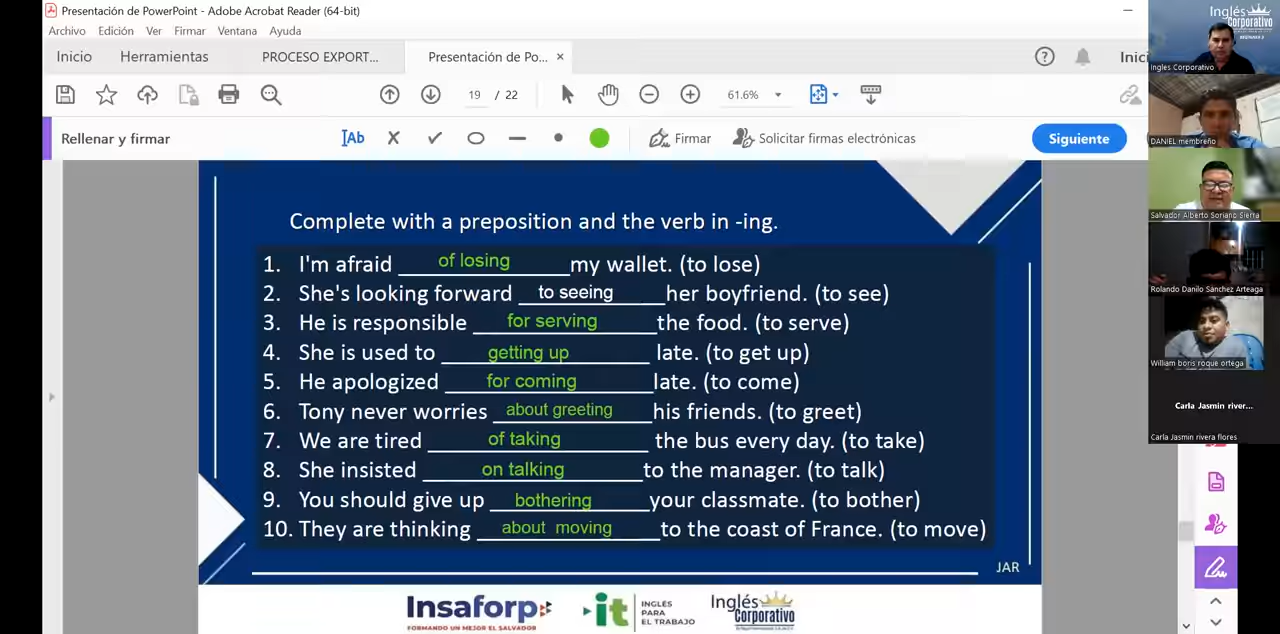 Presentación de PowerPoint - Adobe Acrobat Reader (64-bit)
Archivo Edición Ver Firmar Ventana Ayuda
Inicio Herramientas PROCESO EXPORT... Presentación de Po... × Inici
19 / 22 61.6%
Rellenar y firmar IAb Firmar Solicitar firmas electrónicas Siguiente
Complete with a preposition and the verb in -ing.
1. I'm afraid of losing my wallet. (to lose)
2. She's looking forward to seeing her boyfriend. (to see)
3. He is responsible for serving the food. (to serve)
4. She is used to getting up late. (to get up)
5. He apologized for coming late. (to come)
6. Tony never worries about greeting his friends. (to greet)
7. We are tired of taking the bus every day. (to take)
8. She insisted on talking to the manager. (to talk)
9. You should give up bothering your classmate. (to bother)
10. They are thinking about moving to the coast of France. (to move)
JAR
Insaforp
FORMANDO UN MEJOR EL SALVADOR
it INGLÉS PARA EL TRABAJO
Inglés Corporativo
Inglés Corporativo
Inglés Corporativo
DANIEL membreño
Salvador Alberto Soriano Sierra
Rolando Danilo Sánchez Arteaga
William boris roque ortega
Carla Jasmin river...
Carla Jasmin rivera flores